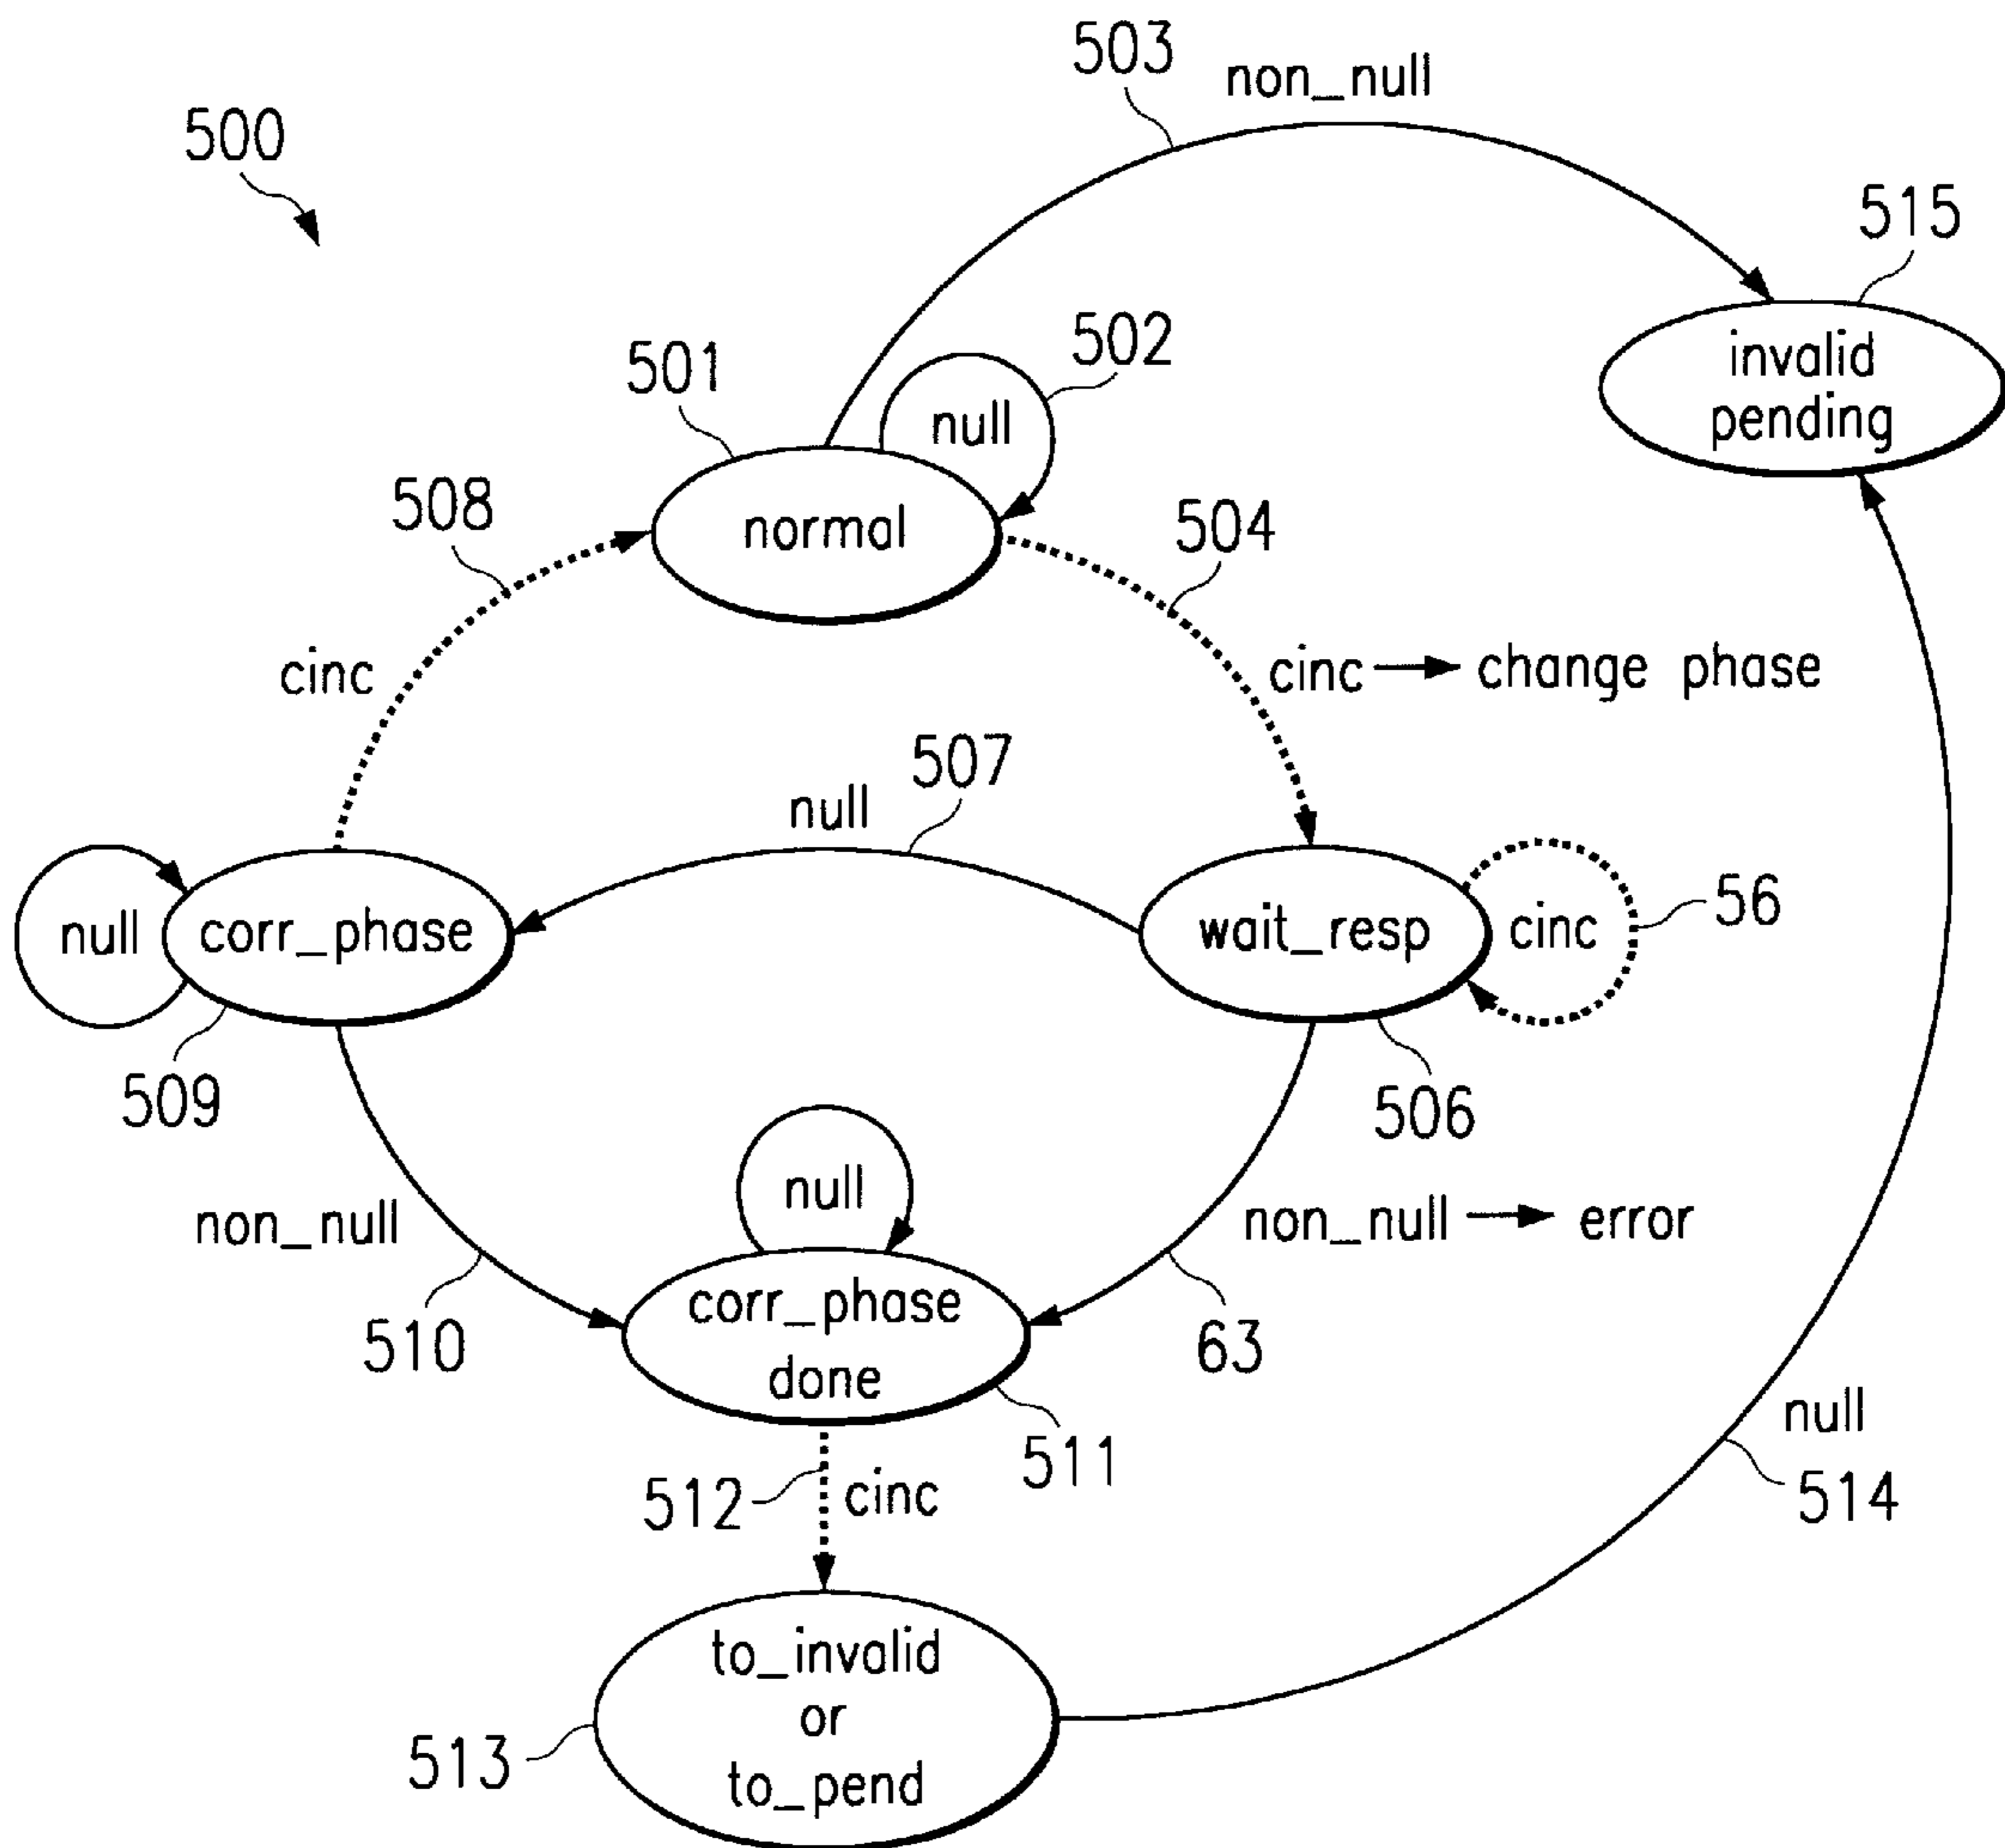 503
non_null
500
515
502
501
invalid
pending
null
508
normal
504
cinc
cinc → change phase
507
null
null
corr_phase
wait_resp
cinc
56
509
506
null
non_null
non_null → error
corr_phase
done
510
63
511
null
512
cinc
514
to_invalid
or
to_pend
513